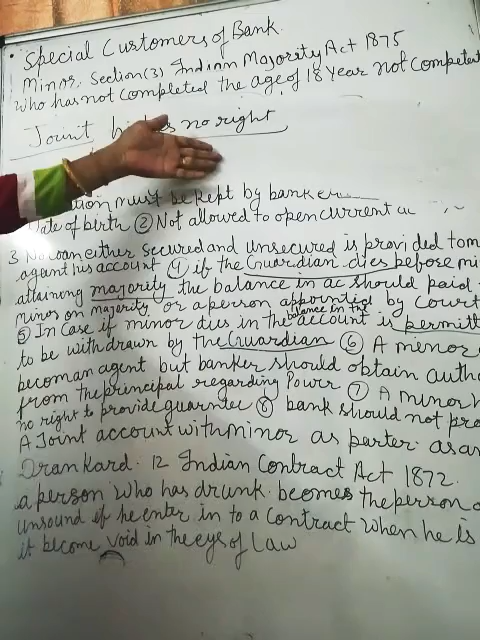 • Special Customers of Bank.
Minor. Section(3) Indian Majority Act 1875
who has not completed the age of 18 Year not Competent
Joint no right
tion must be kept by banker
Date of birth ② Not allowed to open current
3 No loan either secured and unsecured is provided to m
against his account ④ if the Guardian dies before mi
attaining majority the balance in ac should paid
minor on majority or a person appointed by Court
⑤ In Case if minor dies in the balance in the account is permitt
to be withdrawn by the Guardian ⑥ A menor
becoman agent but banker should obtain auth
from the principal regarding Power ⑦ A minor h
no right to provide guarnter ⑧ bank should not pro
A Joint account with minor as parter. as an
Drankard. 12 Indian Contract Act 1872.
a person who has drunk. becomes the person
unsound if he enter in to a contract when he is
it become void in the eyes of law